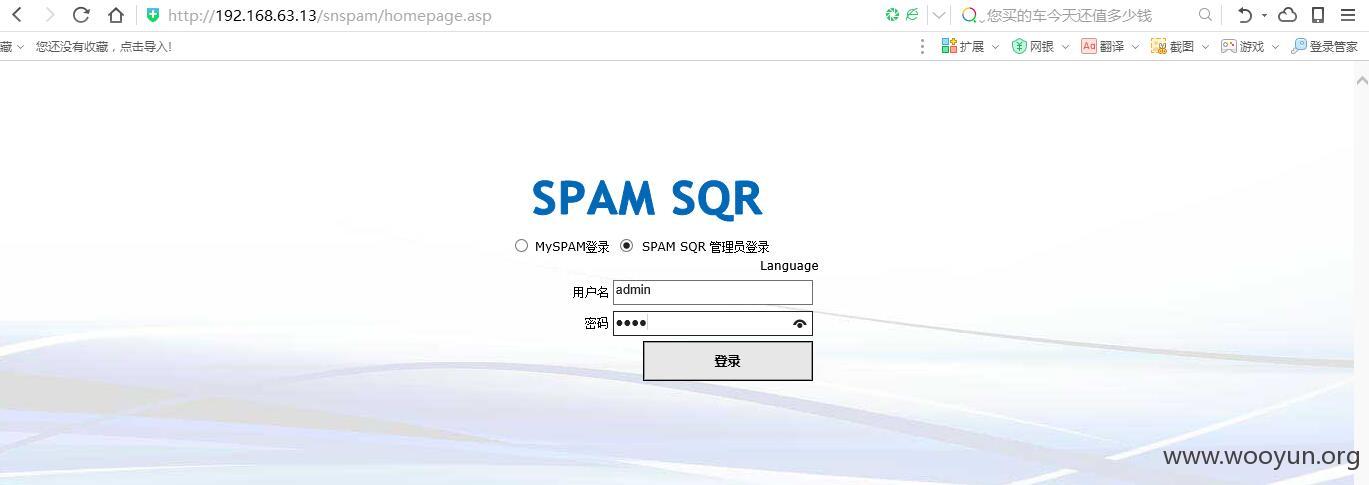 http://192.168.63.13/snspam/homepage.asp 您买的车今天还值多少钱
藏 您还没有收藏，点击导入! 扩展 网银 Aa 翻译 截图 游戏 登录管家
SPAM SQR
MySPAM登录 SPAM SQR 管理员登录
Language
用户名 admin
密码 ••••
登录
www.wooyun.org